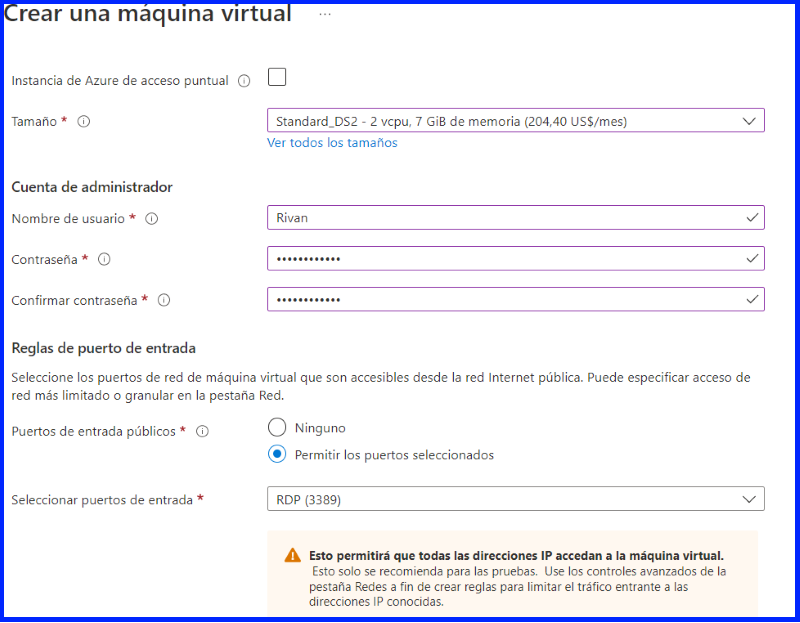 Crear una máquina virtual ...
Instancia de Azure de acceso puntual
Tamaño *
Standard_DS2 - 2 vcpu, 7 GiB de memoria (204,40 US$/mes)
Ver todos los tamaños
Cuenta de administrador
Nombre de usuario *
Rivan
Contraseña *
••••••••••••
Confirmar contraseña *
••••••••••••
Reglas de puerto de entrada
Seleccione los puertos de red de máquina virtual que son accesibles desde la red Internet pública. Puede especificar acceso de
red más limitado o granular en la pestaña Red.
Puertos de entrada públicos *
Ninguno
Permitir los puertos seleccionados
Seleccionar puertos de entrada *
RDP (3389)
Esto permitirá que todas las direcciones IP accedan a la máquina virtual.
Esto solo se recomienda para las pruebas. Use los controles avanzados de la
pestaña Redes a fin de crear reglas para limitar el tráfico entrante a las
direcciones IP conocidas.